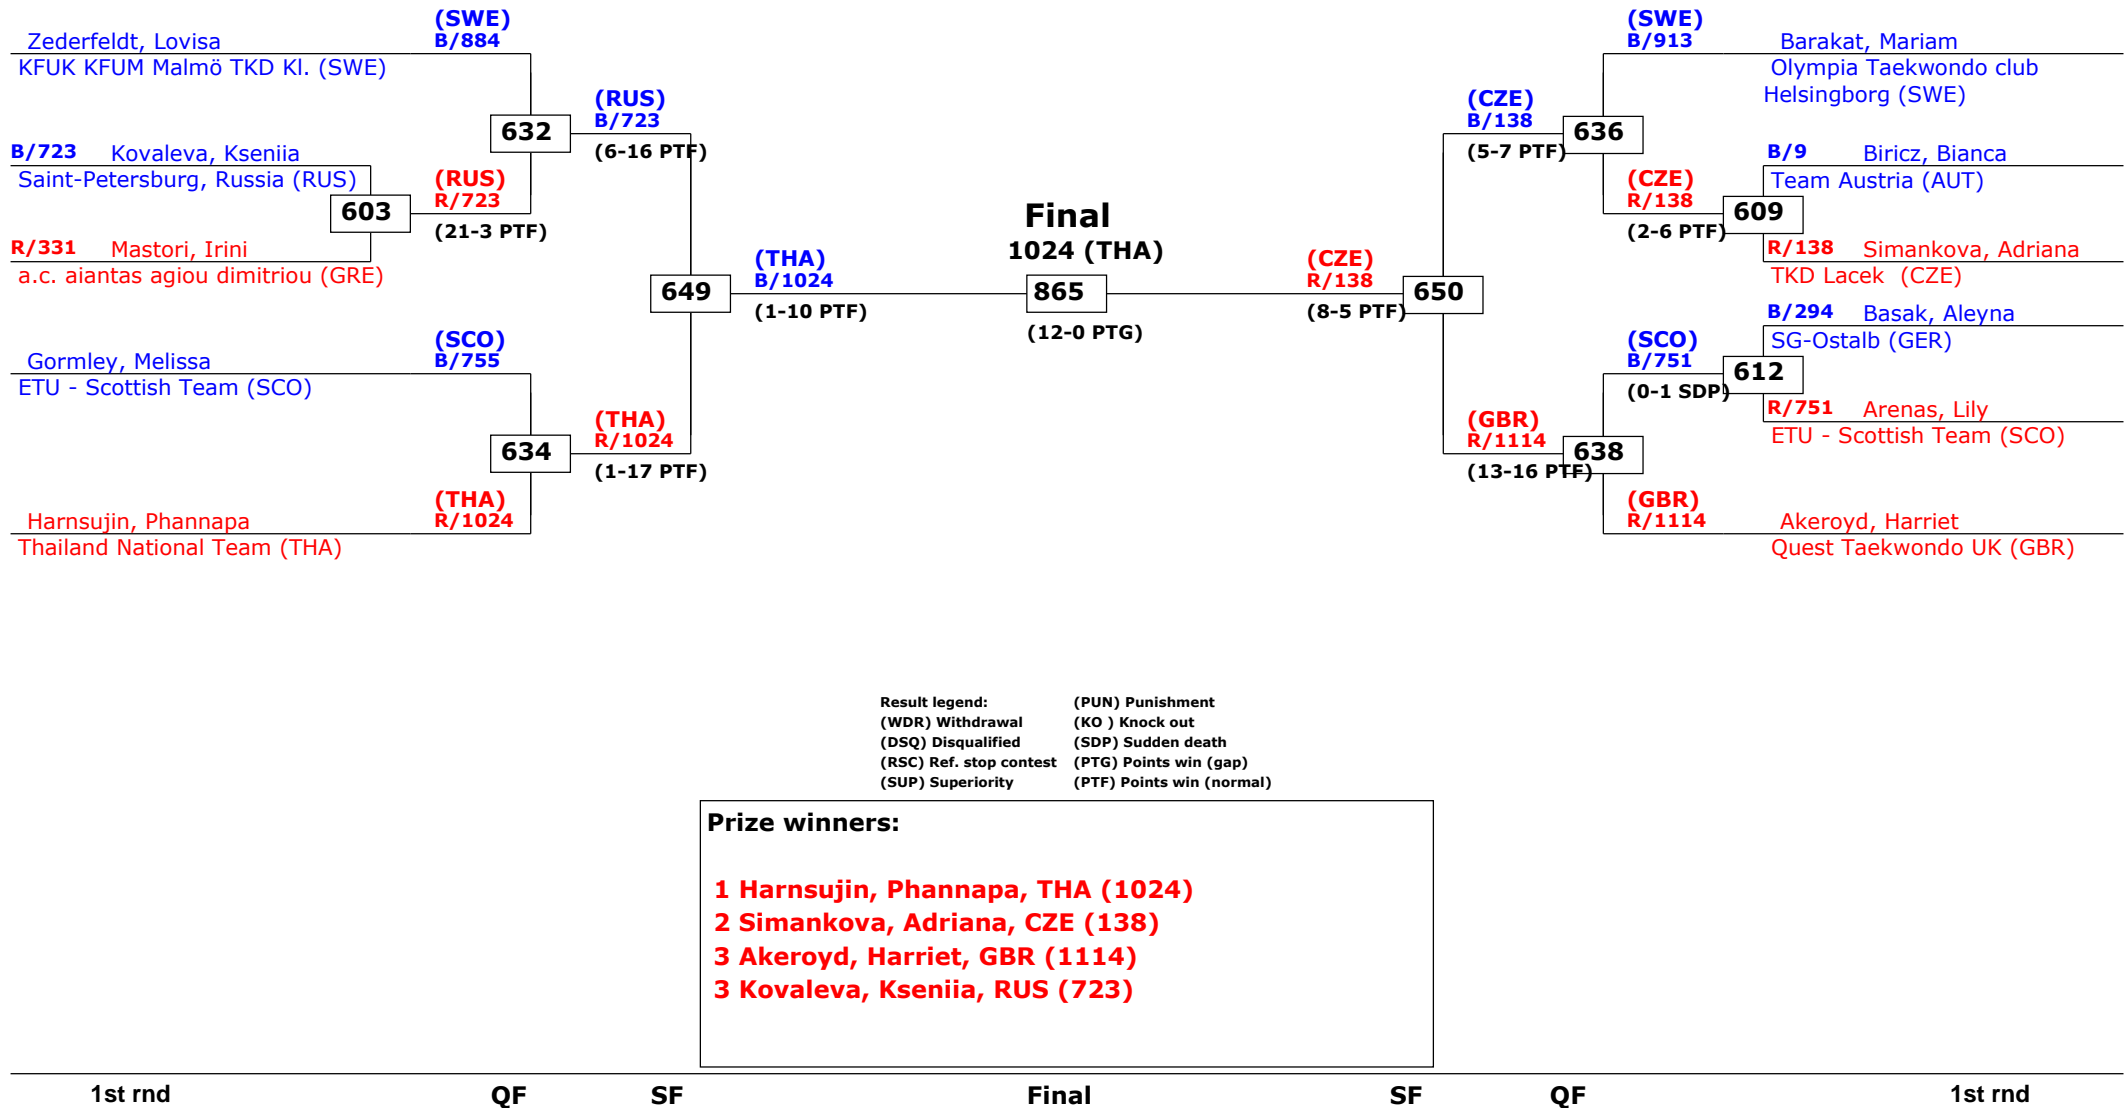 (SWE)
B/884
Zederfeldt, Lovisa
KFUK KFUM Malmö TKD Kl. (SWE)
632
(RUS)
B/723
(6-16 PTF)
B/723 Kovaleva, Kseniia
Saint-Petersburg, Russia (RUS)
603
(RUS)
R/723
(21-3 PTF)
R/331 Mastori, Irini
a.c. aiantas agiou dimitriou (GRE)
649
(THA)
B/1024
(1-10 PTF)
Gormley, Melissa
ETU - Scottish Team (SCO)
(SCO)
B/755
634
(THA)
R/1024
(1-17 PTF)
Harnsujin, Phannapa
Thailand National Team (THA)
(THA)
R/1024
Final
1024 (THA)
865
(12-0 PTG)
(CZE)
R/138
(8-5 PTF)
650
(CZE)
B/138
(5-7 PTF)
636
(SWE)
B/913
Barakat, Mariam
Olympia Taekwondo club
Helsingborg (SWE)
(CZE)
R/138
(2-6 PTF)
609
B/9 Biricz, Bianca
Team Austria (AUT)
R/138 Simankova, Adriana
TKD Lacek (CZE)
B/294 Basak, Aleyna
SG-Ostalb (GER)
612
(SCO)
B/751
(0-1 SDP)
R/751 Arenas, Lily
ETU - Scottish Team (SCO)
(GBR)
R/1114
(13-16 PTF)
638
(GBR)
R/1114
Akeroyd, Harriet
Quest Taekwondo UK (GBR)
Result legend: (PUN) Punishment
(WDR) Withdrawal (KO ) Knock out
(DSQ) Disqualified (SDP) Sudden death
(RSC) Ref. stop contest (PTG) Points win (gap)
(SUP) Superiority (PTF) Points win (normal)
Prize winners:
1 Harnsujin, Phannapa, THA (1024)
2 Simankova, Adriana, CZE (138)
3 Akeroyd, Harriet, GBR (1114)
3 Kovaleva, Kseniia, RUS (723)
1st rnd QF SF Final SF QF 1st rnd